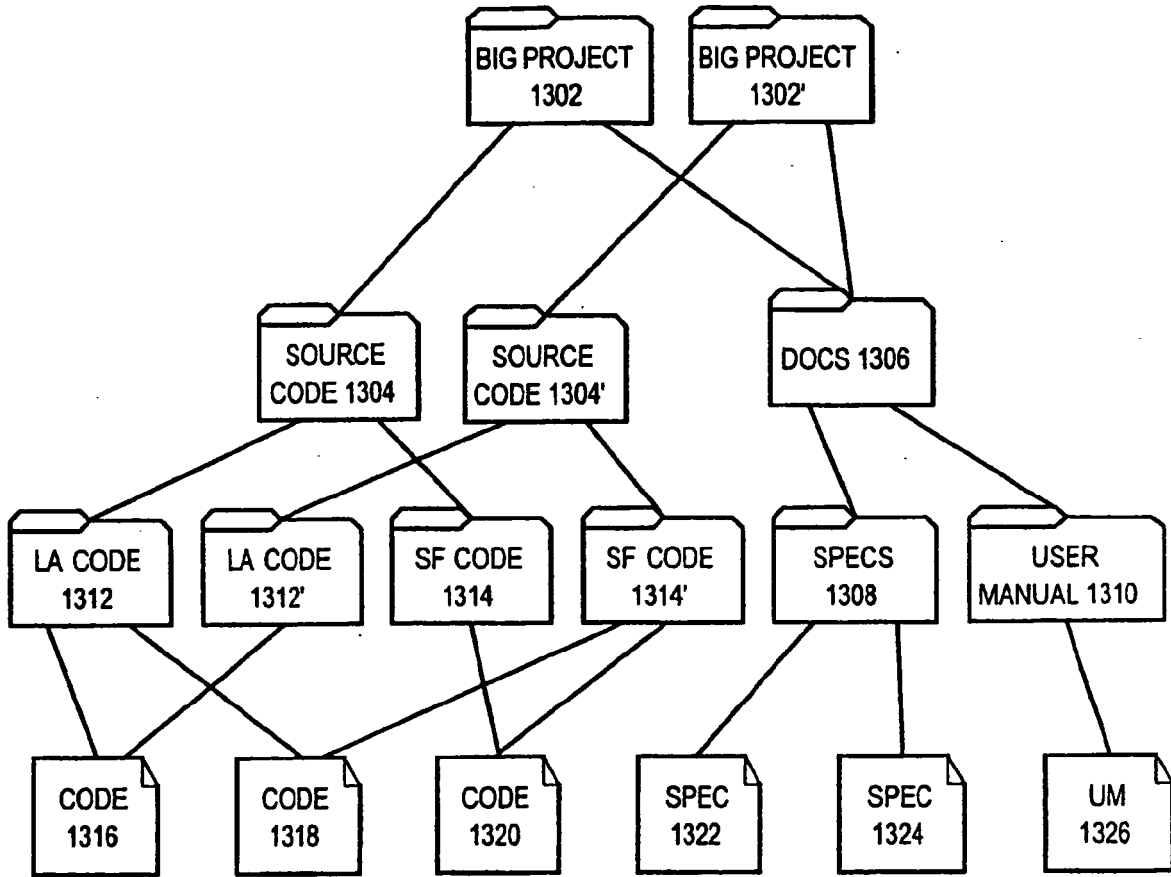 BIG PROJECT
1302
BIG PROJECT
1302'
SOURCE
CODE 1304
SOURCE
CODE 1304'
DOCS 1306
LA CODE
1312
LA CODE
1312'
SF CODE
1314
SF CODE
1314'
SPECS
1308
USER
MANUAL 1310
CODE
1316
CODE
1318
CODE
1320
SPEC
1322
SPEC
1324
UM
1326